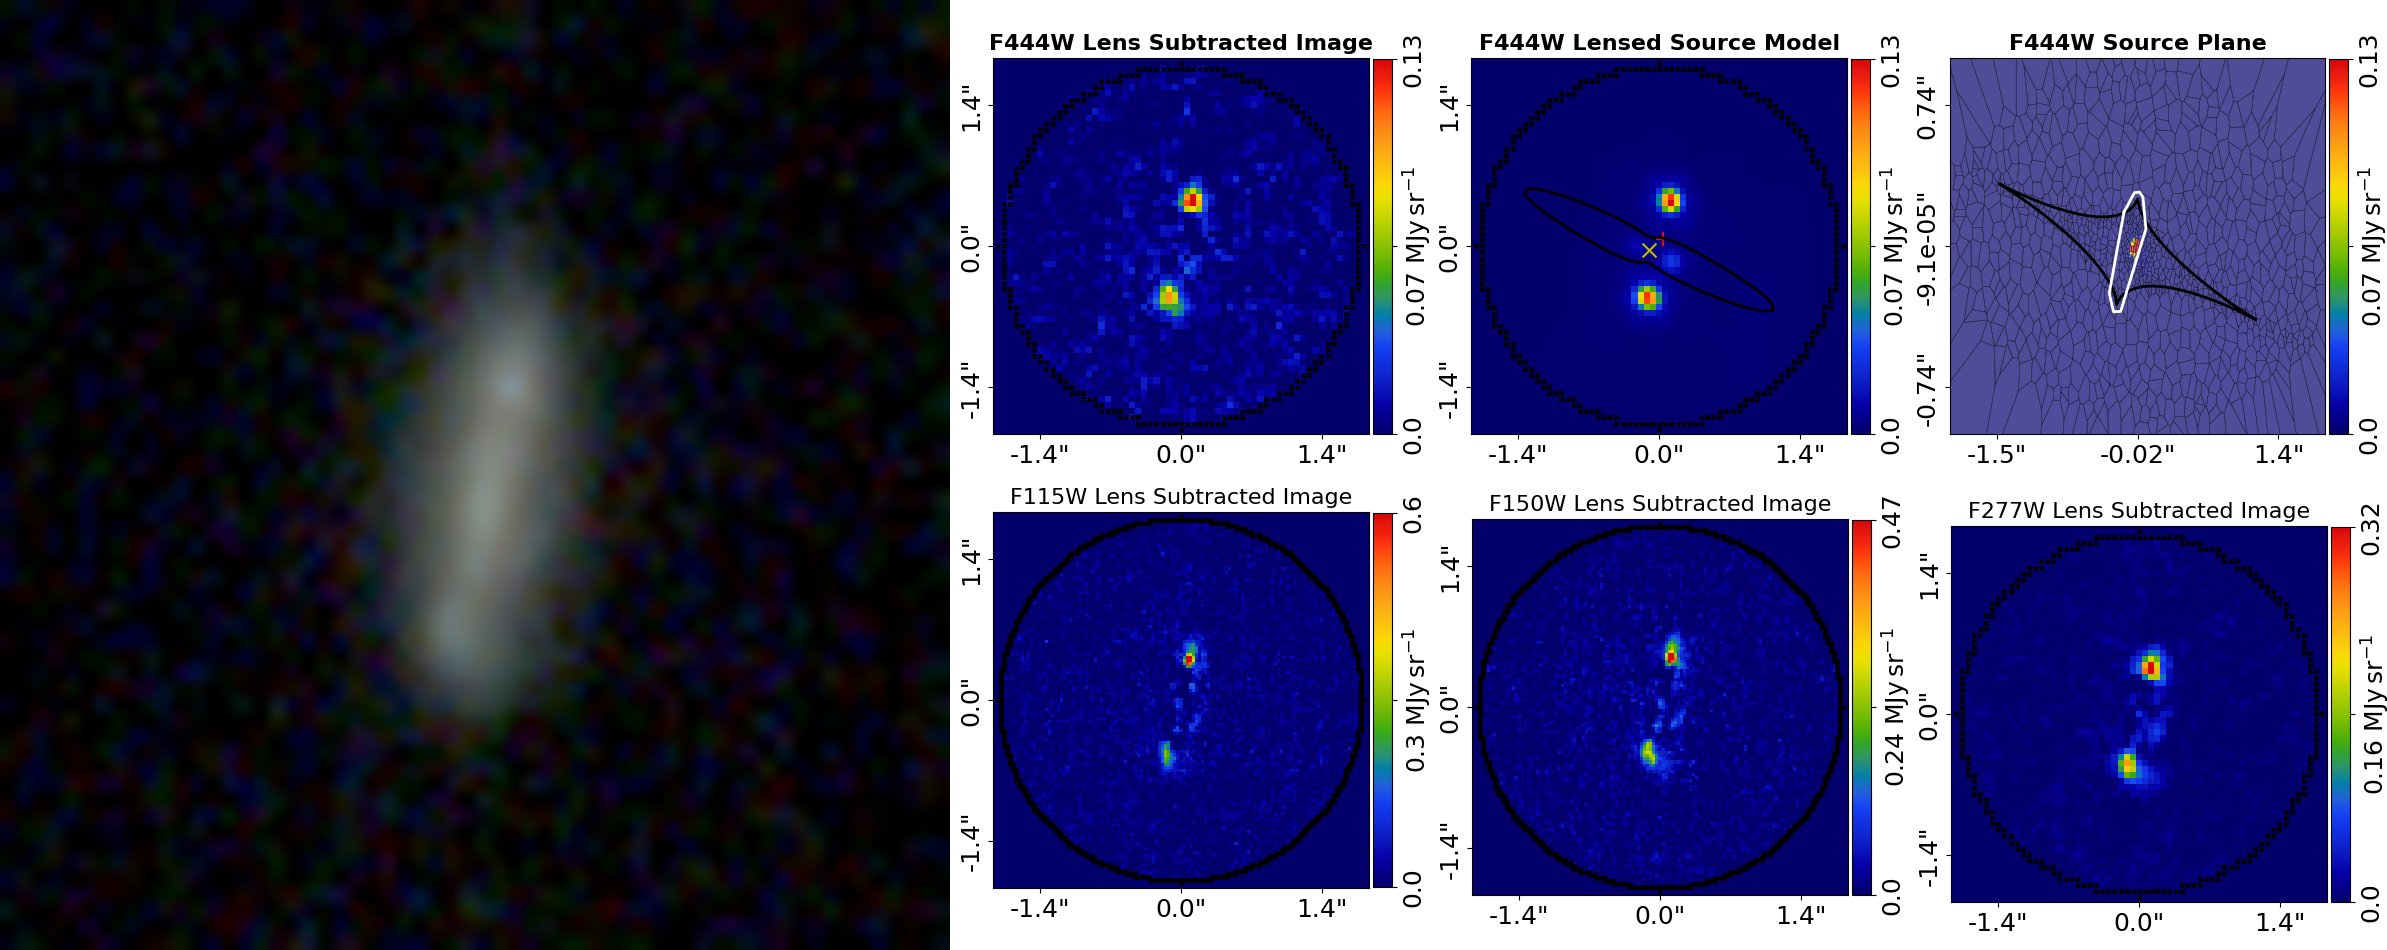 F444W Lens Subtracted Image
1.4"
0.0"
-1.4"
-1.4" 0.0" 1.4"
0.13
0.07 MJy sr⁻¹
0.0
F444W Lensed Source Model
1.4"
0.0"
-1.4"
-1.4" 0.0" 1.4"
0.13
0.07 MJy sr⁻¹
0.0
F444W Source Plane
0.74"
-9.1e-05"
-0.74"
-1.5" -0.02" 1.4"
0.13
0.07 MJy sr⁻¹
0.0
F115W Lens Subtracted Image
1.4"
0.0"
-1.4"
-1.4" 0.0" 1.4"
0.6
0.3 MJy sr⁻¹
0.0
F150W Lens Subtracted Image
1.4"
0.0"
-1.4"
-1.4" 0.0" 1.4"
0.47
0.24 MJy sr⁻¹
0.0
F277W Lens Subtracted Image
1.4"
0.0"
-1.4"
-1.4" 0.0" 1.4"
0.32
0.16 MJy sr⁻¹
0.0